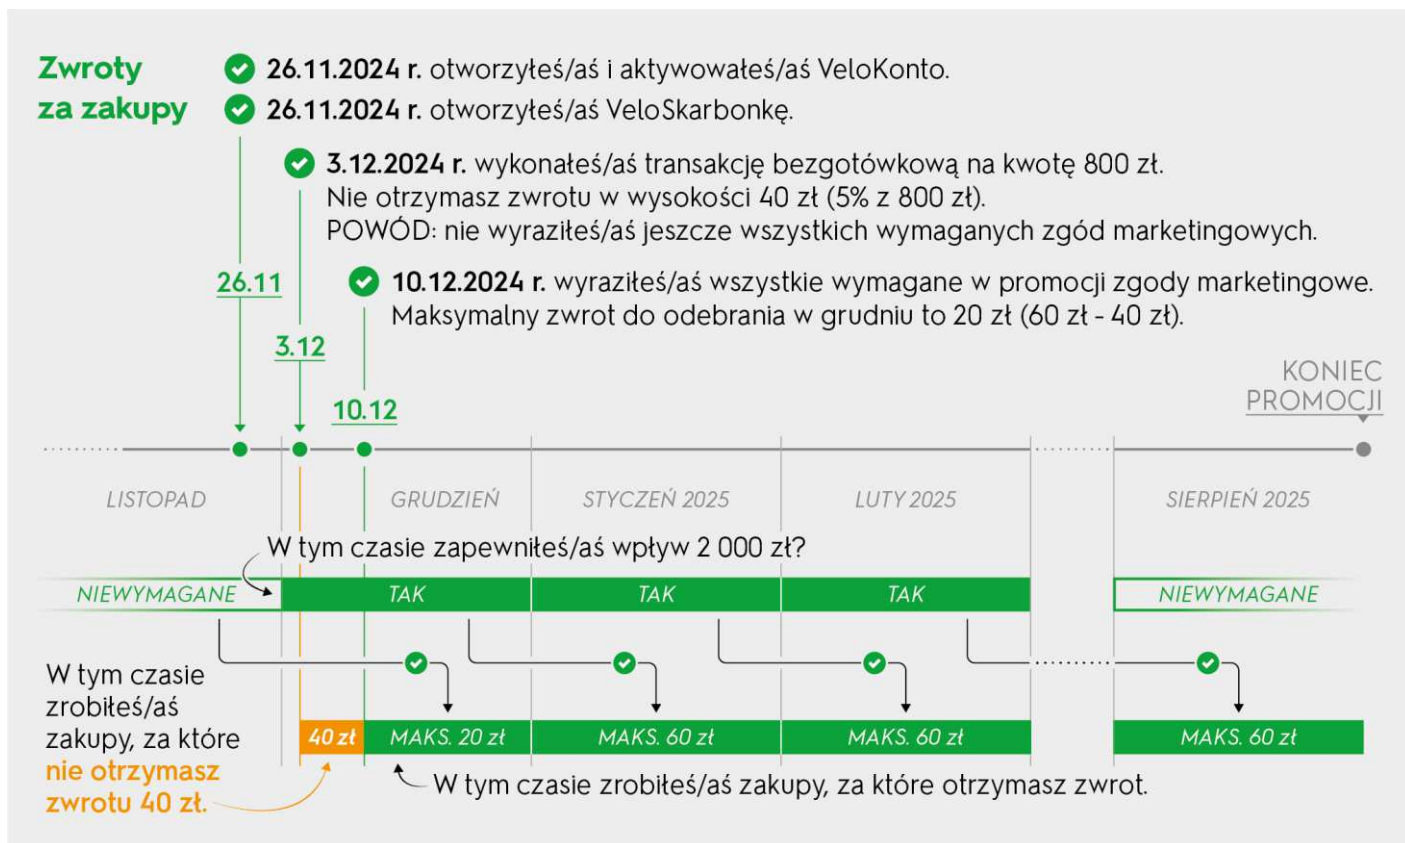 Zwroty
za zakupy
26.11.2024 r. otworzyłeś/aś i aktywowałeś/aś VeloKonto.
26.11.2024 r. otworzyłeś/aś VeloSkarbonkę.
3.12.2024 r. wykonałeś/aś transakcję bezgotówkową na kwotę 800 zł.
Nie otrzymasz zwrotu w wysokości 40 zł (5% z 800 zł).
POWÓD: nie wyraziłeś/aś jeszcze wszystkich wymaganych zgód marketingowych.
26.11
10.12.2024 r. wyraziłeś/aś wszystkie wymagane w promocji zgody marketingowe.
Maksymalny zwrot do odebrania w grudniu to 20 zł (60 zł - 40 zł).
3.12
10.12
KONIEC
PROMOCJI
LISTOPAD
GRUDZIEŃ
STYCZEŃ 2025
LUTY 2025
SIERPIEŃ 2025
W tym czasie zapewniłeś/aś wpływ 2 000 zł?
NIEWYMAGANE
TAK
TAK
TAK
NIEWYMAGANE
W tym czasie
zrobiłeś/aś
zakupy, za które
nie otrzymasz
zwrotu 40 zł.
40 zł
MAKS. 20 zł
MAKS. 60 zł
MAKS. 60 zł
MAKS. 60 zł
W tym czasie zrobiłeś/aś zakupy, za które otrzymasz zwrot.